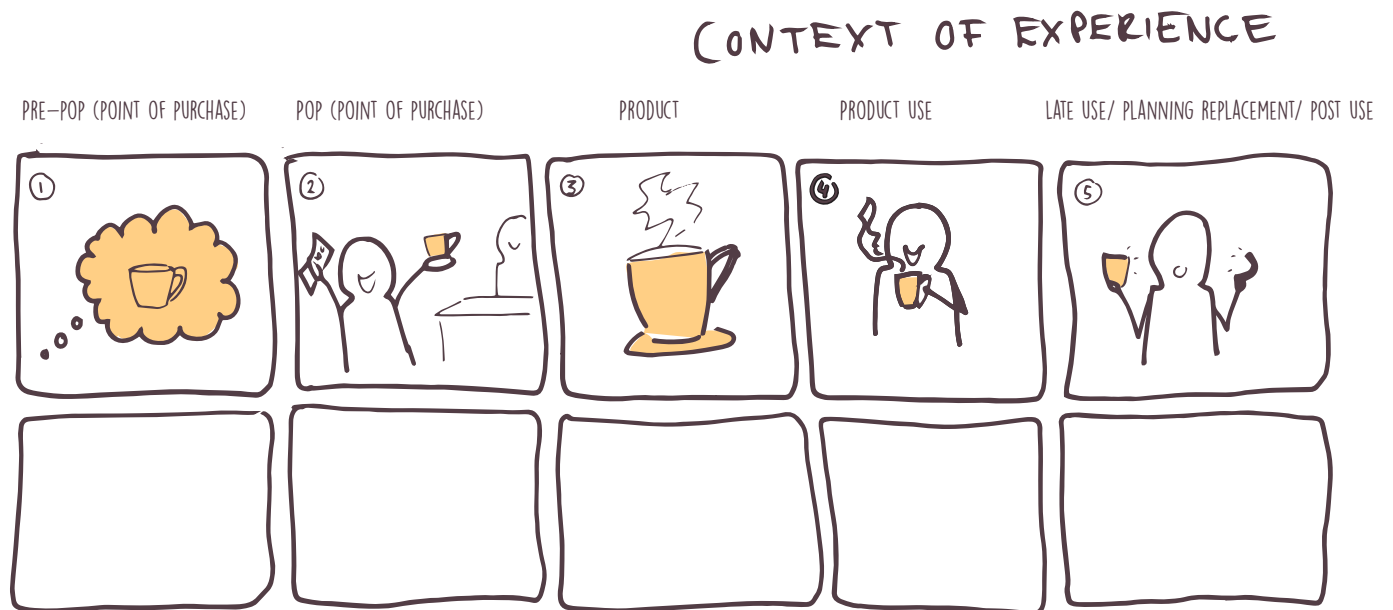 CONTEXT OF EXPERIENCE
PRE-POP (POINT OF PURCHASE)
POP (POINT OF PURCHASE)
PRODUCT
PRODUCT USE
LATE USE/ PLANNING REPLACEMENT/ POST USE
1
2
3
4
5